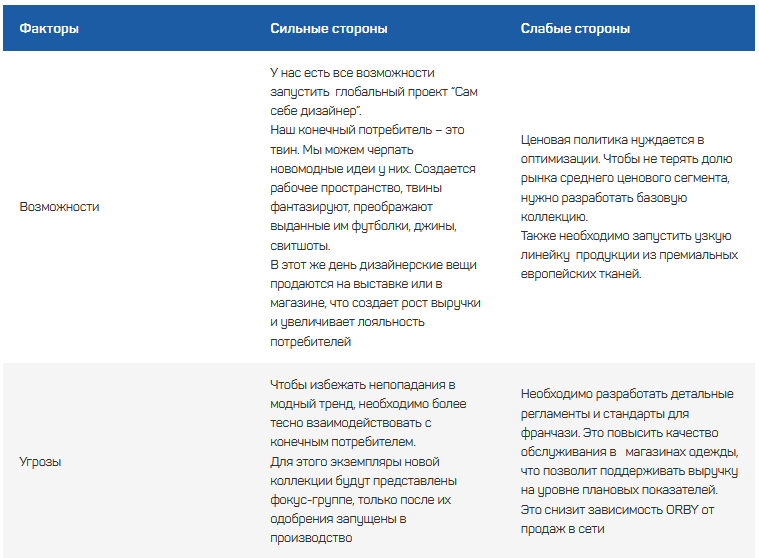 Факторы
Сильные стороны
Слабые стороны
Возможности
У нас есть все возможности
запустить глобальный проект “Сам
себе дизайнер”.
Наш конечный потребитель – это
твин. Мы можем черпать
новомодные идеи у них. Создается
рабочее пространство, твины
фантазируют, преображают
выданные им футболки, джины,
свитшоты.
В этот же день дизайнерские вещи
продаются на выставке или в
магазине, что создает рост выручки
и увеличивает лояльность
потребителей
Ценовая политика нуждается в
оптимизации. Чтобы не терять долю
рынка среднего ценового сегмента,
нужно разработать базовую
коллекцию.
Также необходимо запустить узкую
линейку продукции из премиальных
европейских тканей.
Угрозы
Чтобы избежать непопадания в
модный тренд, необходимо более
тесно взаимодействовать с
конечным потребителем.
Для этого экземпляры новой
коллекции будут представлены
фокус-группе, только после их
одобрения запущены в
производство
Необходимо разработать детальные
регламенты и стандарты для
франчази. Это повысить качество
обслуживания в магазинах одежды,
что позволит поддерживать выручку
на уровне плановых показателей.
Это снизит зависимость ORBY от
продаж в сети